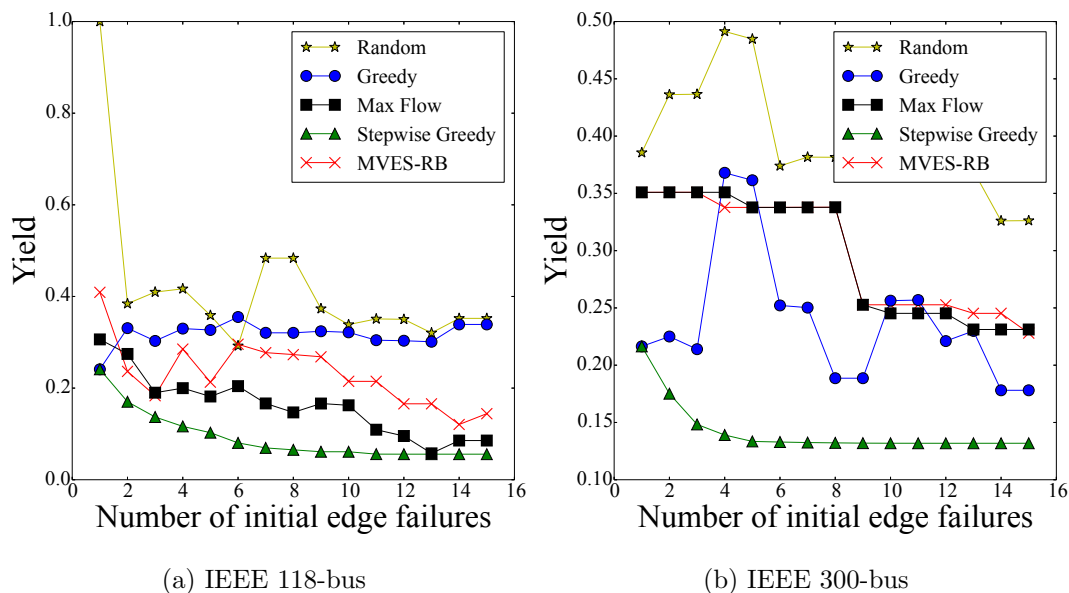 Yield
1.0
0.8
0.6
0.4
0.2
0.0
0 2 4 6 8 10 12 14 16
Number of initial edge failures
Random
Greedy
Max Flow
Stepwise Greedy
MVES-RB
(a) IEEE 118-bus
Yield
0.50
0.45
0.40
0.35
0.30
0.25
0.20
0.15
0.10
0 2 4 6 8 10 12 14 16
Number of initial edge failures
Random
Greedy
Max Flow
Stepwise Greedy
MVES-RB
(b) IEEE 300-bus